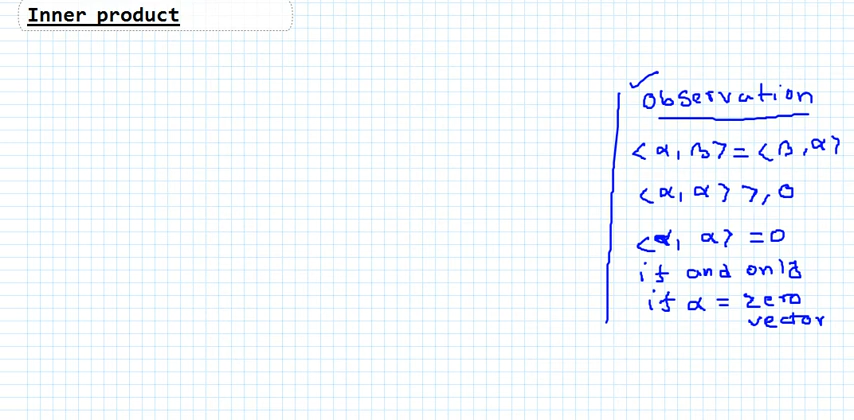 Inner product
Observation
<α, β> = <β, α>
<α, α> ≥ 0
<α, α> = 0
if and only
if α = zero
vector